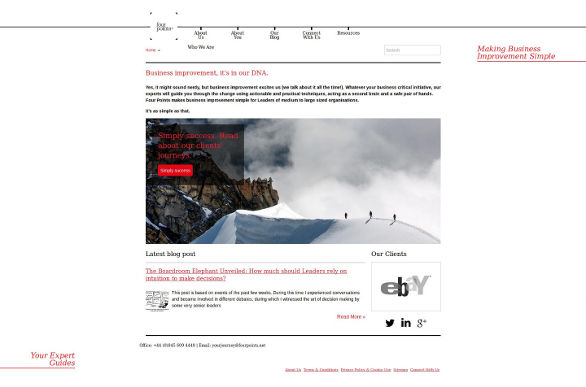 four
points
About
Us
About
You
Our
Blog
Connect
With Us
Resources
Home
Who We Are
Search
Making Business
Improvement Simple
Business improvement, it's in our DNA.
Yes, it might sound nerdy, but business improvement excites us (we talk about it all the time!). Whatever your business critical initiative, our
experts will guide you through the change using actionable and practical techniques, acting as a second brain and a safe pair of hands.
Four Points makes business improvement simple for Leaders of medium to large sized organisations.
It's as simple as that.
Simply success. Read
about our clients'
journeys.
Simply success
Latest blog post
Our Clients
The Boardroom Elephant Unveiled: How much should Leaders rely on
intuition to make decisions?
This post is based on events of the past few weeks. During this time I experienced conversations
and became involved in different debates, during which I witnessed the art of decision making by
some very senior leaders
Read More »
ebay
in
g+
Office: +44 (0)845 500 4440 | Email: yourjourney@fourpoints.net
Your Expert
Guides
About Us Terms & Conditions Privacy Policy & Cookie Use Sitemap Connect With Us